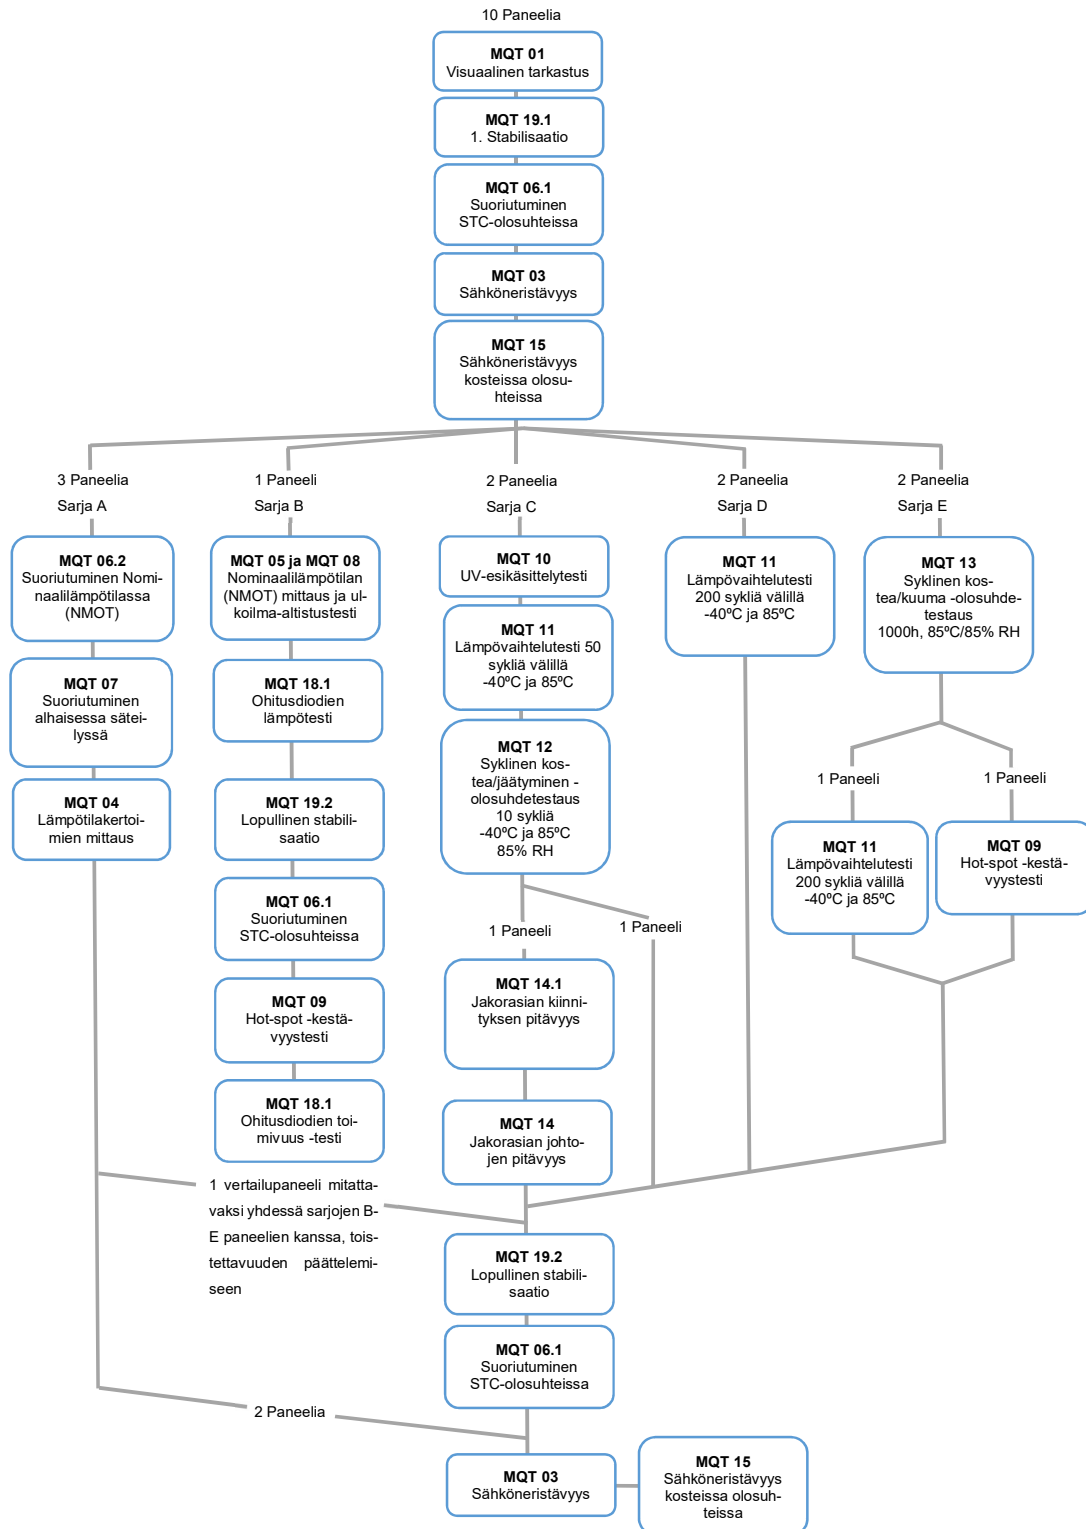 10 Paneelia
MQT 01
Visuaalinen tarkastus
MQT 19.1
1. Stabilisaatio
MQT 06.1
Suoriutuminen
STC-olosuhteissa
MQT 03
Sähköneristävyys
MQT 15
Sähköneristävyys
kosteissa olosu-
hteissa
3 Paneelia
Sarja A
1 Paneeli
Sarja B
2 Paneelia
Sarja C
2 Paneelia
Sarja D
2 Paneelia
Sarja E
MQT 06.2
Suoriutuminen Nomi-
naalilämpötilassa
(NMOT)
MQT 07
Suoriutuminen
alhaisessa sätei-
lyssä
MQT 04
Lämpötilakertoi-
mien mittaus
MQT 05 ja MQT 08
Nominaalilämpötilan
(NMOT) mittaus ja ul-
koilma-altistustesti
MQT 18.1
Ohitusdiodien
lämpötesti
MQT 19.2
Lopullinen stabili-
saatio
MQT 06.1
Suoriutuminen
STC-olosuhteissa
MQT 09
Hot-spot -kestä-
vyystesti
MQT 18.1
Ohitusdiodien toi-
mivuus -testi
MQT 10
UV-esikäsittelytesti
MQT 11
Lämpövaihtelutesti 50
sykliä välillä
-40ºC ja 85ºC
MQT 12
Syklinen kos-
tea/jäätyminen -
olosuhdetestaus
10 sykliä
-40ºC ja 85ºC
85% RH
1 Paneeli
1 Paneeli
MQT 14.1
Jakorasian kiinni-
tyksen pitävyys
MQT 14
Jakorasian johto-
jen pitävyys
MQT 11
Lämpövaihtelutesti
200 sykliä välillä
-40ºC ja 85ºC
MQT 13
Syklinen kos-
tea/kuuma -olosuhde-
testaus
1000h, 85ºC/85% RH
1 Paneeli
1 Paneeli
MQT 11
Lämpövaihtelutesti
200 sykliä välillä
-40ºC ja 85ºC
MQT 09
Hot-spot -kestä-
vyystesti
1 vertailupaneeli mitatta-
vaksi yhdessä sarjojen B-
E paneelien kanssa, tois-
tettavuuden päättelemi-
seen
MQT 19.2
Lopullinen stabili-
saatio
MQT 06.1
Suoriutuminen
STC-olosuhteissa
2 Paneelia
MQT 03
Sähköneristävyys
MQT 15
Sähköneristävyys
kosteissa olosuh-
teissa